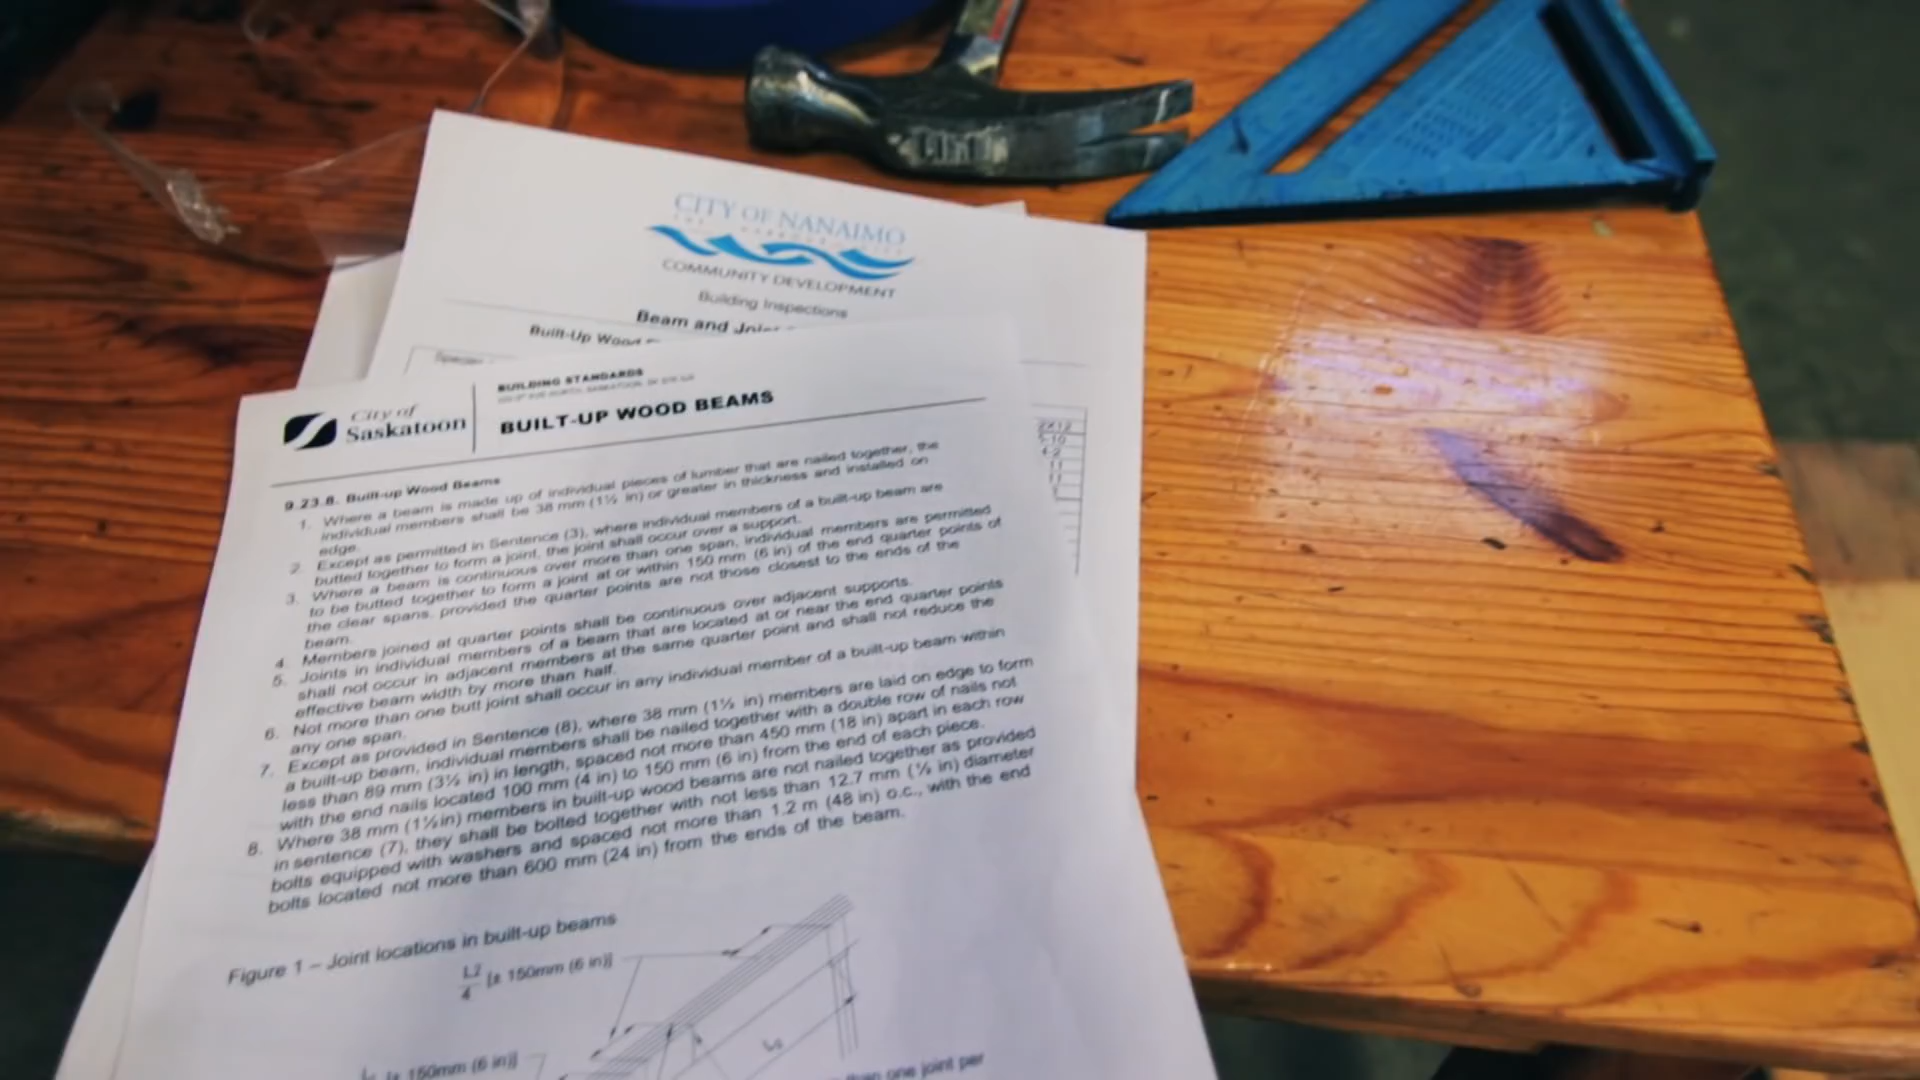 CITY OF NANAIMO
COMMUNITY DEVELOPMENT
Building Inspections
Beam and
Built-Up Wood
City of
Saskatoon
BUILDING STANDARDS
BUILT-UP WOOD BEAMS
2X12
9.23.8. Built-up Wood Beams
1. Where a beam is made up of individual pieces of lumber that are nailed together, the
individual members shall be 38 mm (1½ in) or greater in thickness and installed on
edge.
2. Except as permitted in Sentence (3), where individual members of a built-up beam are
butted together to form a joint, the joint shall occur over a support.
3. Where a beam is continuous over more than one span, individual members are permitted
to be butted together to form a joint at or within 150 mm (6 in) of the end quarter points of
the clear spans, provided the quarter points are not those closest to the ends of the
beam.
4. Members joined at quarter points shall be continuous over adjacent supports.
5. Joints in individual members of a beam that are located at or near the end quarter points
shall not occur in adjacent members at the same quarter point and shall not reduce the
effective beam width by more than half.
6. Not more than one butt joint shall occur in any individual member of a built-up beam within
any one span.
7. Except as provided in Sentence (8), where 38 mm (1½ in) members are laid on edge to form
a built-up beam, individual members shall be nailed together with a double row of nails not
less than 89 mm (3½ in) in length, spaced not more than 450 mm (18 in) apart in each row
with the end nails located 100 mm (4 in) to 150 mm (6 in) from the end of each piece.
8. Where 38 mm (1½in) members in built-up wood beams are not nailed together as provided
in sentence (7), they shall be bolted together with not less than 12.7 mm (½ in) diameter
bolts equipped with washers and spaced not more than 1.2 m (48 in) o.c., with the end
bolts located not more than 600 mm (24 in) from the ends of the beam.
Figure 1 – Joint locations in built-up beams
L2
4 [± 150mm (6 in)]
[± 150mm (6 in)]
than one joint per